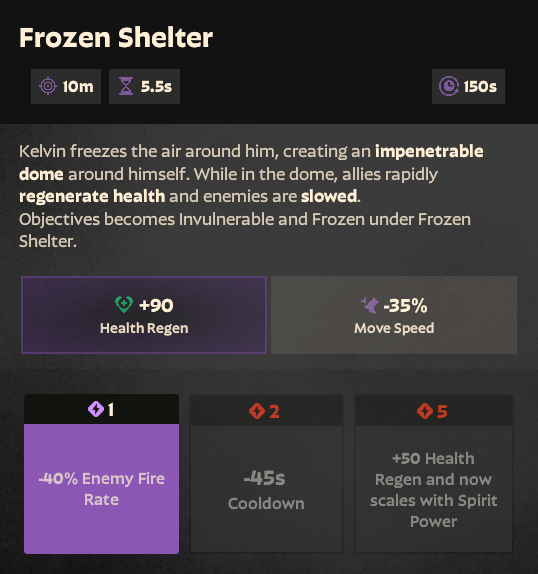 Frozen Shelter
10m 5.5s 150s
Kelvin freezes the air around him, creating an impenetrable
dome around himself. While in the dome, allies rapidly
regenerate health and enemies are slowed.
Objectives becomes Invulnerable and Frozen under Frozen
Shelter.
+90
Health Regen
-35%
Move Speed
1
-40% Enemy Fire
Rate
2
-45s
Cooldown
5
+50 Health
Regen and now
scales with Spirit
Power